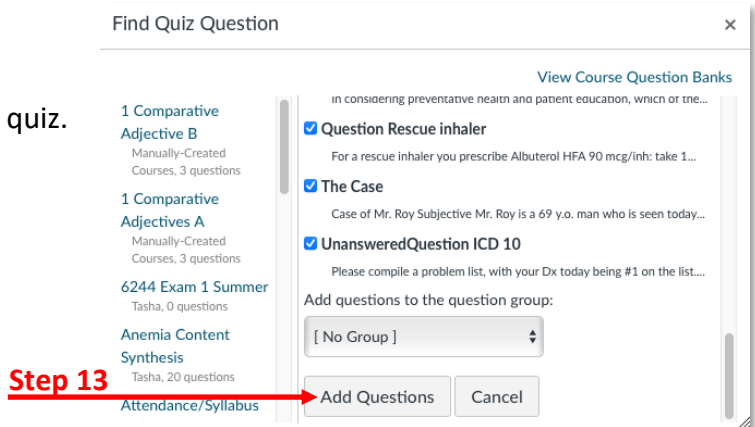 Find Quiz Question
×
View Course Question Banks
quiz.
1 Comparative
Adjective B
Manually-Created
Courses, 3 questions
1 Comparative
Adjectives A
Manually-Created
Courses, 3 questions
6244 Exam 1 Summer
Tasha, 0 questions
Anemia Content
Synthesis
Tasha, 20 questions
Attendance/Syllabus
In considering preventative health and patient education, which of the...
Question Rescue inhaler
For a rescue inhaler you prescribe Albuterol HFA 90 mcg/inh: take 1...
The Case
Case of Mr. Roy Subjective Mr. Roy is a 69 y.o. man who is seen today...
UnansweredQuestion ICD 10
Please compile a problem list, with your Dx today being #1 on the list....
Add questions to the question group:
[ No Group ]
Step 13
Add Questions
Cancel